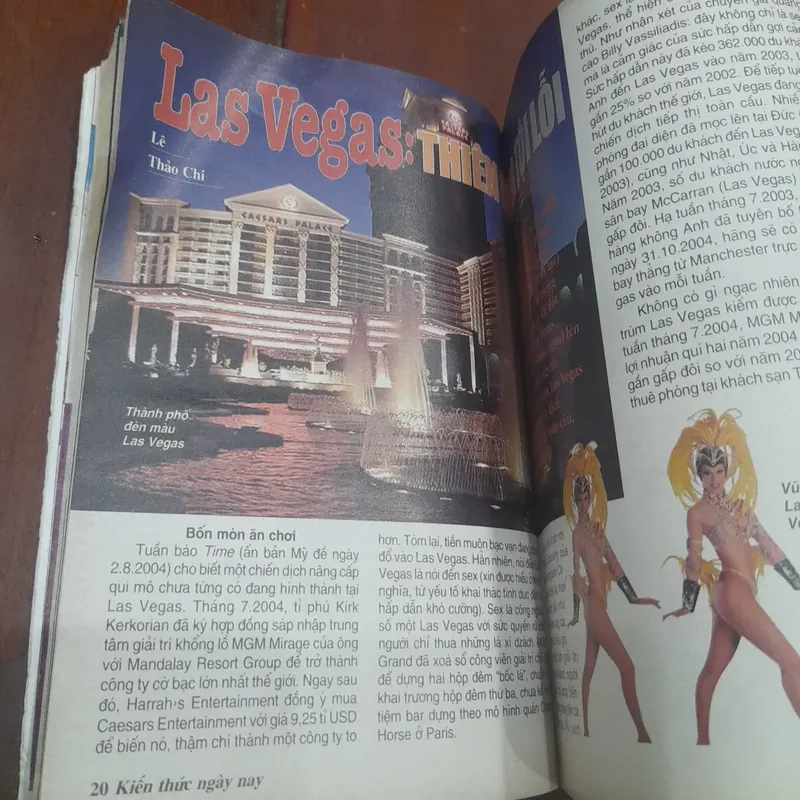 Las Vegas: THIÊN
Lê
Thảo Chi
CAESARS PALACE
PALACE
Thành phố
đèn màu
Las Vegas
Bốn món ăn chơi
Tuần báo Time (ấn bản Mỹ đề ngày
2.8.2004) cho biết một chiến dịch nâng cấp
qui mô chưa từng có đang hình thành tại
Las Vegas. Tháng 7.2004, tỉ phú Kirk
Kerkorian đã ký hợp đồng sáp nhập trung
tâm giải trí khổng lồ MGM Mirage của ông
với Mandalay Resort Group để trở thành
công ty cờ bạc lớn nhất thế giới. Ngay sau
đó, Harrah,s Entertainment đồng ý mua
Caesars Entertainment với giá 9,25 tỉ USD
để biến nó, thậm chí thành một công ty to
hơn. Tóm lại, tiền muôn bạc vạn đang
đổ vào Las Vegas. Hẳn nhiên, nói đến
Vegas là nói đến sex (xin được hiểu
nghĩa, từ yếu tố khai thác tình dục
hấp dẫn khó cưỡng). Sex là công
số một Las Vegas với sức quyến rũ
người chỉ thua những lá xì dách.
Grand đã xoá sổ công viên giải trí
để dựng hai hộp đêm “bốc lửa”,
khai trương hộp đêm thứ ba, chưa kể
tiệm bar dựng theo mô hình quán
Horse ở Paris.
20 Kiến thức ngày nay
LỖI
khác, sex
Vegas, thể hiện
thủ. Như nhận xét của chuyên gia quảng
cáo Billy Vassiliadis: đây không chỉ là
mà là cảm giác của sức hấp dẫn gợi
Sức hấp dẫn này đã kéo 362.000 du
Anh đến Las Vegas vào năm 2003,
gần 25% so với năm 2002. Để tiếp tục
hút du khách thế giới, Las Vegas đang
chiến dịch tiếp thị toàn cầu.
phòng đại diện đã mọc lên tại Đức
gần 100.000 du khách đến Las
2003), cũng như Nhật, Úc và Hàn
Năm 2003, số du khách nước
sân bay McCarran (Las Vegas)
gấp đôi. Hạ tuần tháng 7.2003,
hàng không Anh đã tuyên bố
ngày 31.10.2004, hãng sẽ có
bay thẳng từ Manchester trực
gas vào mỗi tuần.
Không có gì ngạc nhiên
trùm Las Vegas kiếm được
tuần tháng 7.2004, MGM
lợi nhuận quí hai năm 2004
gần gấp đôi so với năm
thuê phòng tại khách sạn
Vũ
La